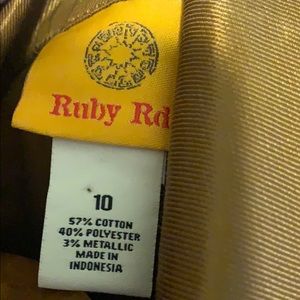 Ruby Rd
10
57% COTTON
40% POLYESTER
3% METALLIC
MADE IN
INDONESIA